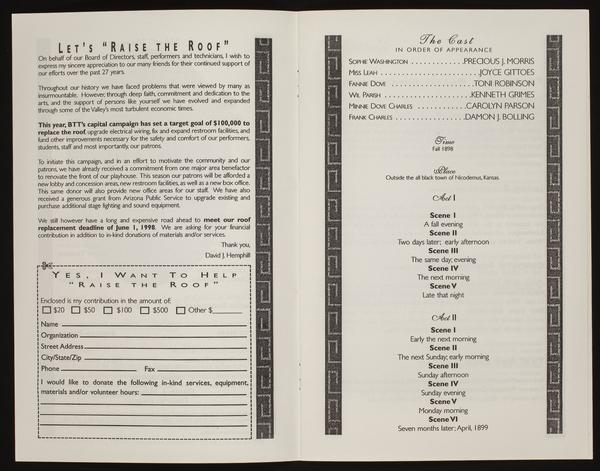 LET'S "RAISE THE ROOF"
On behalf of our Board of Directors, staff, performers and technicians, I wish to
express my sincere appreciation to our many friends for their continued support of
our efforts over the past 27 years.
Throughout our history we have faced problems that were viewed by many as
insurmountable. However, through deep faith, commitment and dedication to the
arts, and the support of persons like yourself we have evolved and expanded
through some of the Valley's most turbulent economic times.
This year, BTT's capital campaign has set a target goal of $100,000 to
replace the roof, upgrade electrical wiring, fix and expand restroom facilities, and
fund other improvements necessary for the safety and comfort of our performers,
students, staff and most importantly, our patrons.
To initiate this campaign, and in an effort to motivate the community and our
patrons, we have already received a commitment from one major area benefactor
to renovate the front of our playhouse. This season our patrons will be afforded a
new lobby and concession areas, new restroom facilities, as well as a new box office.
This same donor will also provide new office areas for our staff. We have also
received a generous grant from Arizona Public Service to upgrade existing and
purchase additional stage lighting and sound equipment.
We still however have a long and expensive road ahead to meet our roof
replacement deadline of June 1, 1998. We are asking for your financial
contribution in addition to in-kind donations of materials and/or services.
Thank you,
David J. Hemphill
YES, I WANT TO HELP
"RAISE THE ROOF"
Enclosed is my contribution in the amount of:
$20 $50 $100 $500 Other $
Name
Organization
Street Address
City/State/Zip
Phone Fax
I would like to donate the following in-kind services, equipment,
materials and/or volunteer hours:
The Cast
IN ORDER OF APPEARANCE
SOPHIE WASHINGTON . . . . . . . . . . . . .PRECIOUS J. MORRIS
MISS LEAH . . . . . . . . . . . . . . . . . . . . . . .JOYCE GITTOES
FANNIE DOVE . . . . . . . . . . . . . . . . . . . .TONI ROBINSON
WIL PARISH . . . . . . . . . . . . . . . . . . . .KENNETH GRIMES
MINNIE DOVE CHARLES . . . . . . . . . . .CAROLYN PARSON
FRANK CHARLES . . . . . . . . . . . . . . . . .DAMON J. BOLLING
Time
Fall 1898
Place
Outside the all black town of Nicodemus, Kansas.
Act I
Scene I
A fall evening
Scene II
Two days later; early afternoon
Scene III
The same day; evening
Scene IV
The next morning
Scene V
Late that night
Act II
Scene I
Early the next morning
Scene II
The next Sunday; early morning
Scene III
Sunday afternoon
Scene IV
Sunday evening
Scene V
Monday morning
Scene VI
Seven months later; April, 1899